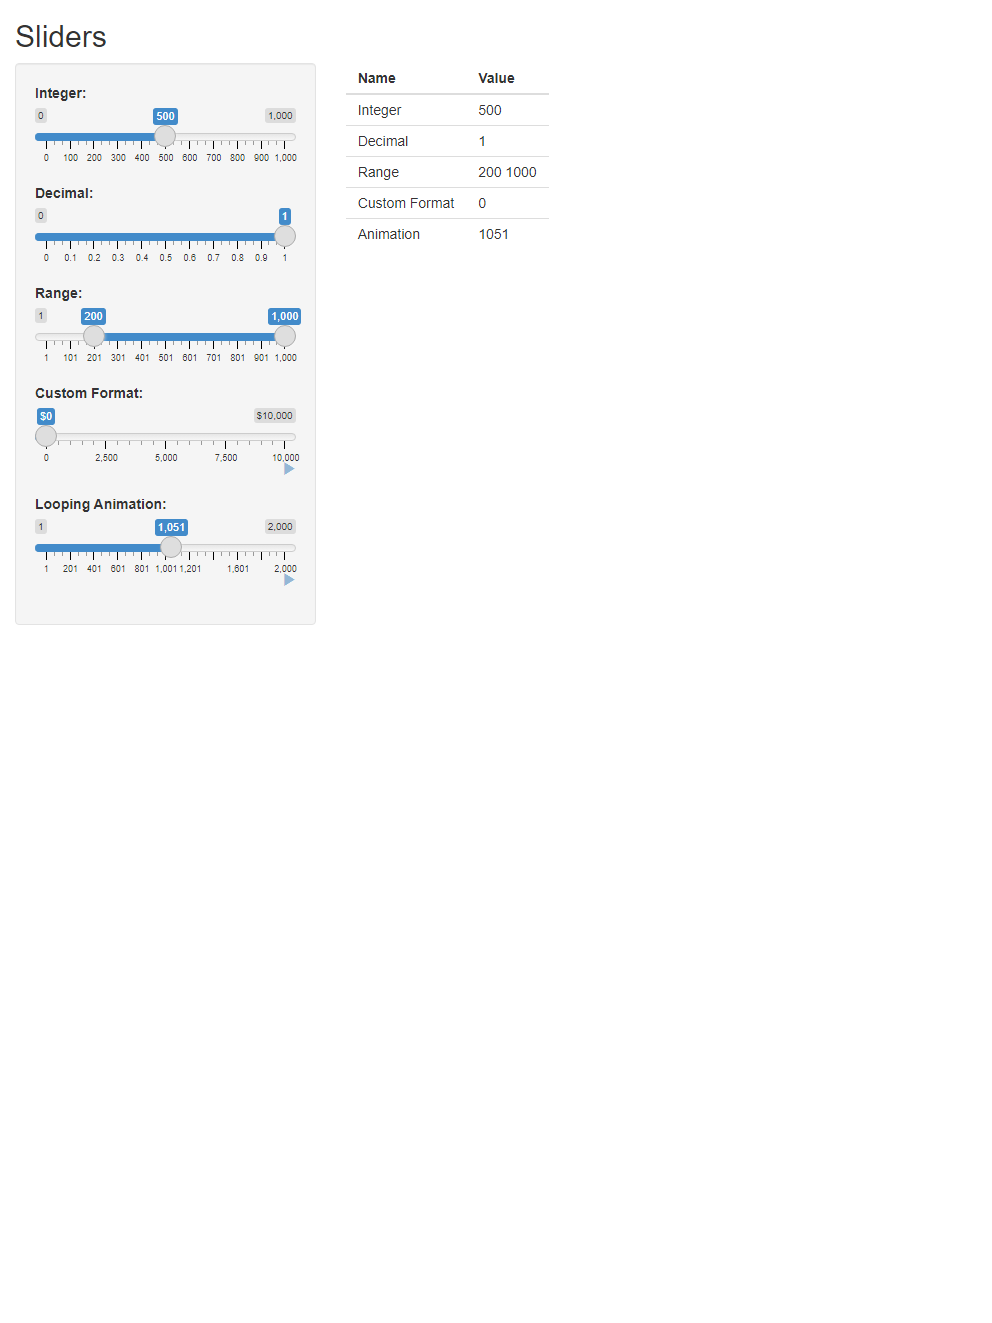 Sliders
Integer:
0 500 1,000
0 100 200 300 400 500 600 700 800 900 1,000
Decimal:
0 1
0 0.1 0.2 0.3 0.4 0.5 0.6 0.7 0.8 0.9 1
Range:
1 200 1,000
1 101 201 301 401 501 601 701 801 901 1,000
Custom Format:
$0 $10,000
0 2,500 5,000 7,500 10,000
Looping Animation:
1 1,051 2,000
1 201 401 601 801 1,001 1,201 1,601 2,000
Name Value
Integer 500
Decimal 1
Range 200 1000
Custom Format 0
Animation 1051